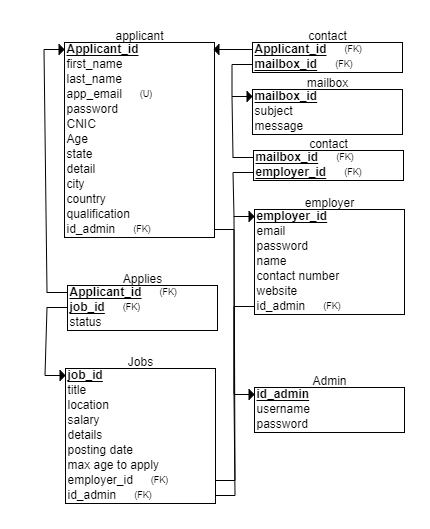 applicant
Applicant_id
first_name
last_name
app_email (U)
password
CNIC
Age
state
detail
city
country
qualification
id_admin (FK)
contact
Applicant_id (FK)
mailbox_id (FK)
mailbox
mailbox_id
subject
message
contact
mailbox_id (FK)
employer_id (FK)
employer
employer_id
email
password
name
contact number
website
id_admin (FK)
Applies
Applicant_id (FK)
job_id (FK)
status
Jobs
job_id
title
location
salary
details
posting date
max age to apply
employer_id (FK)
id_admin (FK)
Admin
id_admin
username
password